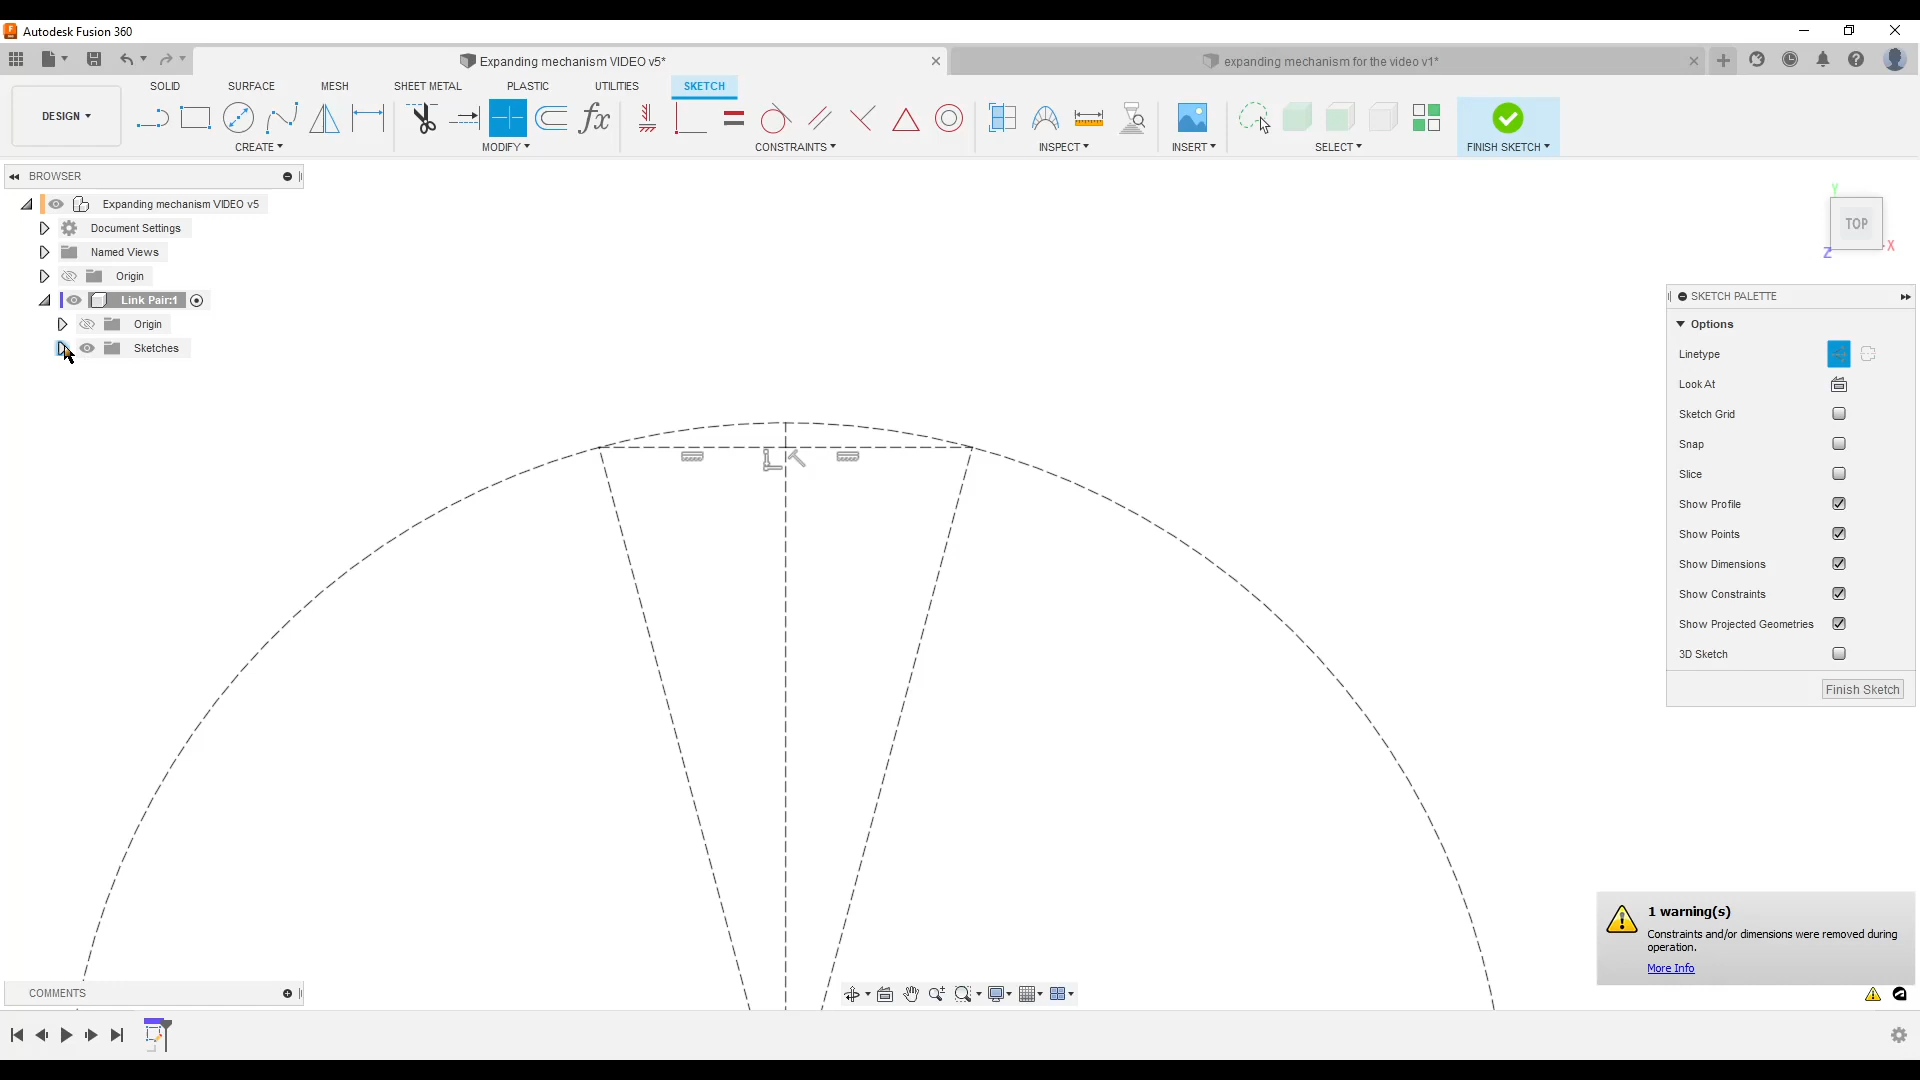 Autodesk Fusion 360
Expanding mechanism VIDEO v5*
expanding mechanism for the video v1*
SOLID
SURFACE
MESH
SHEET METAL
PLASTIC
UTILITIES
SKETCH
DESIGN
CREATE
MODIFY
CONSTRAINTS
INSPECT
INSERT
SELECT
FINISH SKETCH
BROWSER
Expanding mechanism VIDEO v5
Document Settings
Named Views
Origin
Link Pair:1
Origin
Sketches
TOP
Y
X
Z
SKETCH PALETTE
Options
Linetype
Look At
Sketch Grid
Snap
Slice
Show Profile
Show Points
Show Dimensions
Show Constraints
Show Projected Geometries
3D Sketch
Finish Sketch
1 warning(s)
Constraints and/or dimensions were removed during
operation.
More Info
COMMENTS